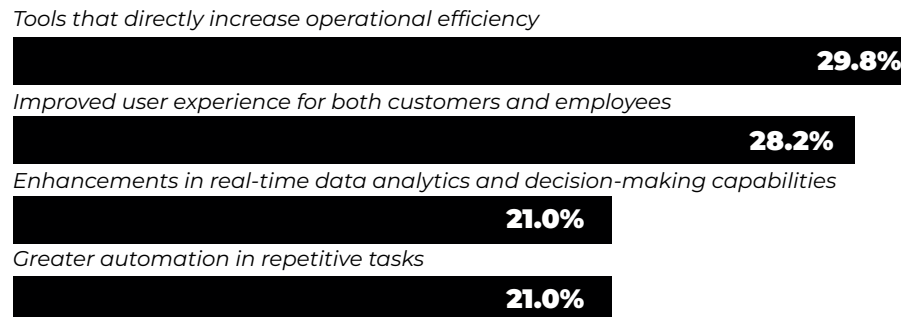 Tools that directly increase operational efficiency
29.8%
Improved user experience for both customers and employees
28.2%
Enhancements in real-time data analytics and decision-making capabilities
21.0%
Greater automation in repetitive tasks
21.0%